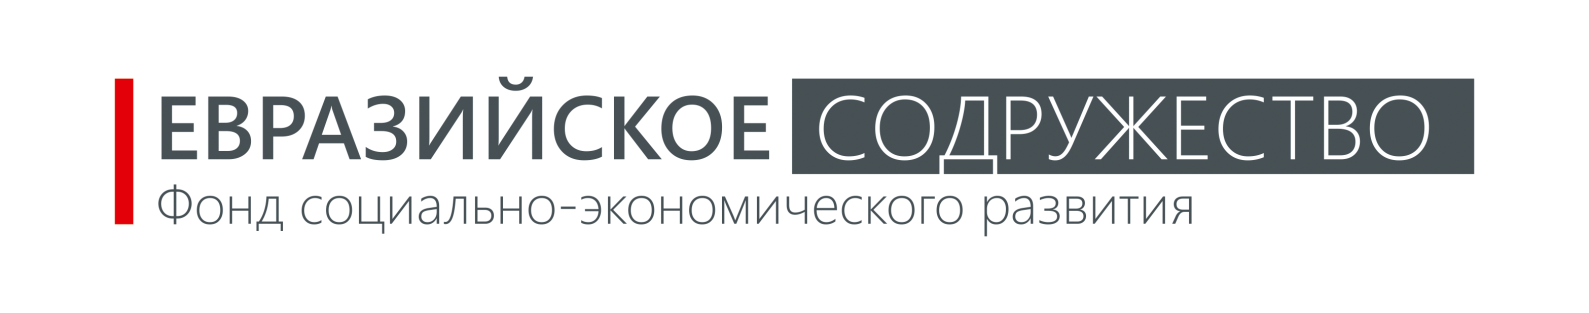 ЕВРАЗИЙСКОЕ СОДРУЖЕСТВО
Фонд социально-экономического развития